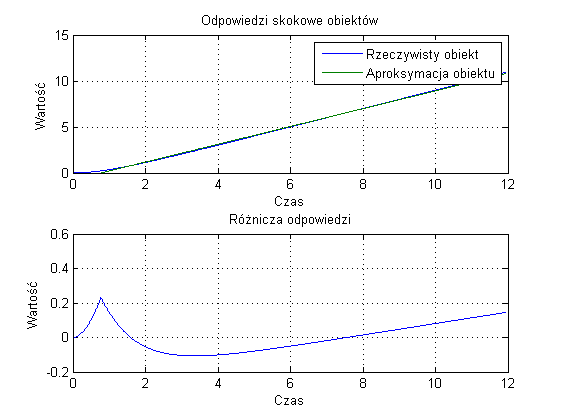 Odpowiedzi skokowe obiektów
15
10
5
0
Wartość
Rzeczywisty obiekt
Aproksymacja obiektu
0 2 4 6 8 10 12
Czas
Różnicza odpowiedzi
0.6
0.4
0.2
0
-0.2
Wartość
0 2 4 6 8 10 12
Czas